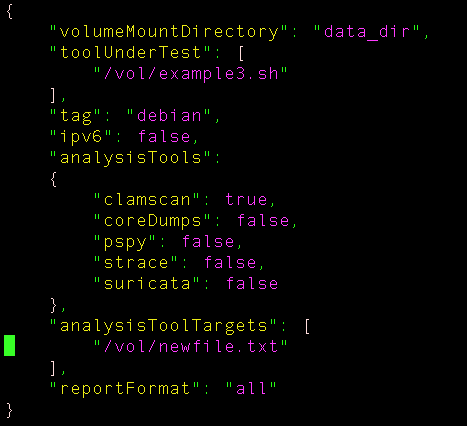 {
    "volumeMountDirectory": "data_dir",
    "toolUnderTest": [
        "/vol/example3.sh"
    ],
    "tag": "debian",
    "ipv6": false,
    "analysisTools":
    {
        "clamscan": true,
        "coreDumps": false,
        "pspy": false,
        "strace": false,
        "suricata": false
    },
    "analysisToolTargets": [
        "/vol/newfile.txt"
    ],
    "reportFormat": "all"
}